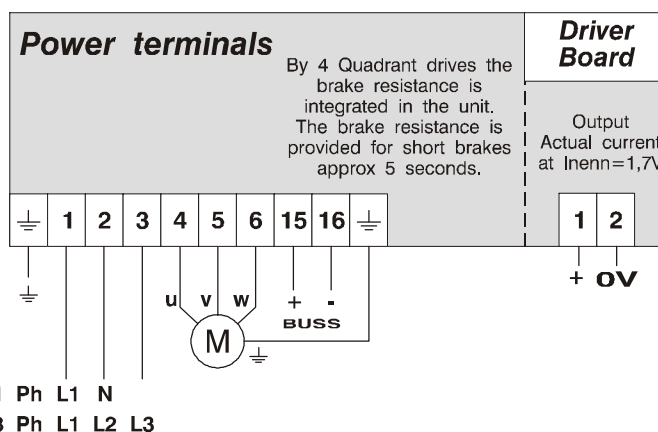 Power terminals
By 4 Quadrant drives the
brake resistance is
integrated in the unit.
The brake resistance is
provided for short brakes
approx 5 seconds.
Driver
Board
Output
Actual current
at Inenn=1,7V
1 2 3 4 5 6 15 16
1 2
+ 0V
u v w + -
BUSS
M
Ph L1 N
3 Ph L1 L2 L3